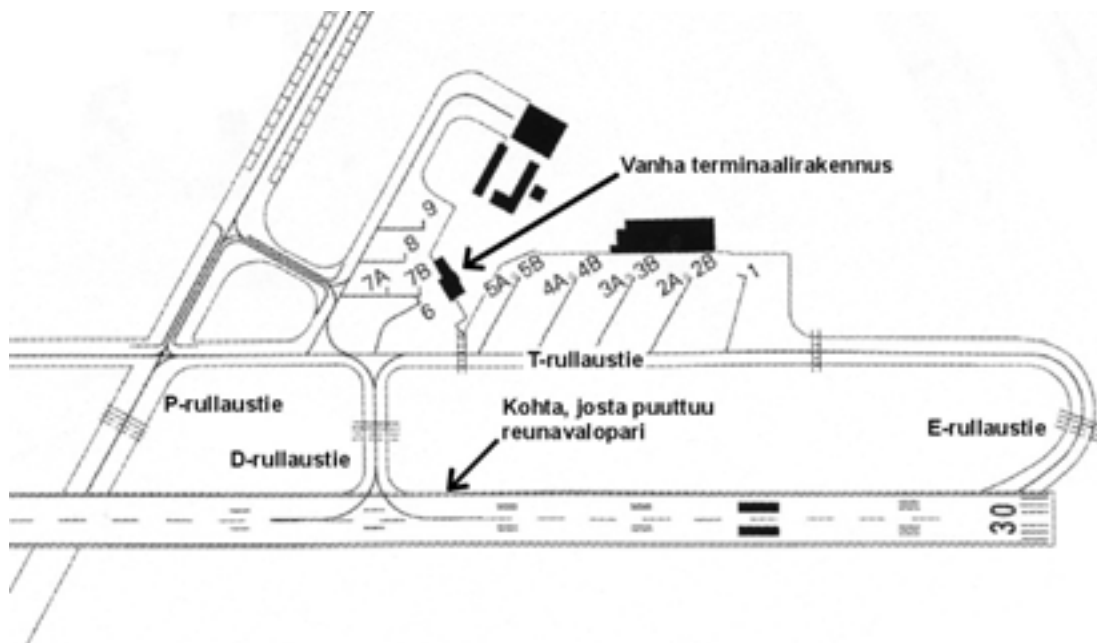 Vanha terminaalirakennus
9
8
7A 7B
6
5A 5B
4A 4B
3A 3B
2A 2B
1
T-rullaustie
P-rullaustie
Kohta, josta puuttuu
reunavalopari
E-rullaustie
D-rullaustie
30